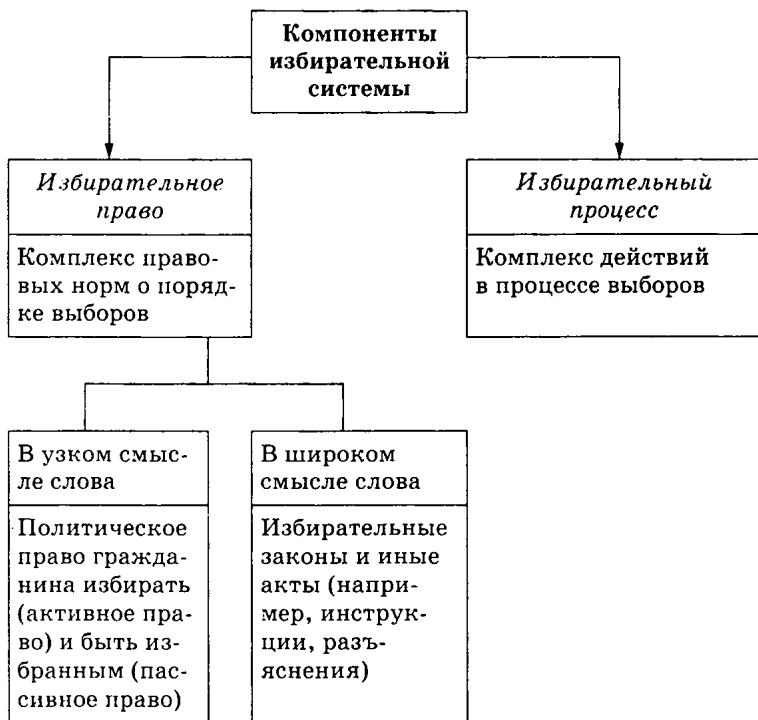 Компоненты
избирательной
системы
Избирательное
право
Комплекс право-
вых норм о поряд-
ке выборов
Избирательный
процесс
Комплекс действий
в процессе выборов
В узком смыс-
ле слова
Политическое
право гражда-
нина избирать
(активное пра-
во) и быть из-
бранным (пас-
сивное право)
В широком
смысле слова
Избирательные
законы и иные
акты (напри-
мер, инструк-
ции, разъ-
яснения)